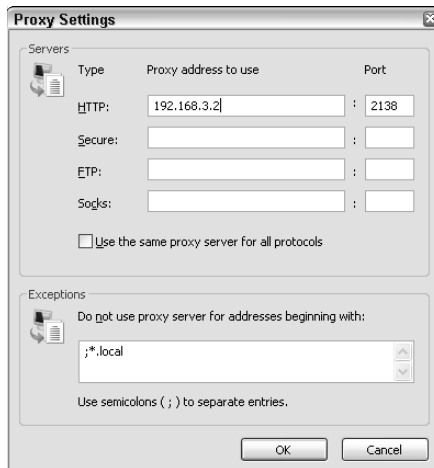 Proxy Settings
Servers
Type Proxy address to use Port
HTTP: 192.168.3.2 : 2138
Secure: :
FTP: :
Socks: :
Use the same proxy server for all protocols
Exceptions
Do not use proxy server for addresses beginning with:
;*.local
Use semicolons ( ; ) to separate entries.
OK Cancel